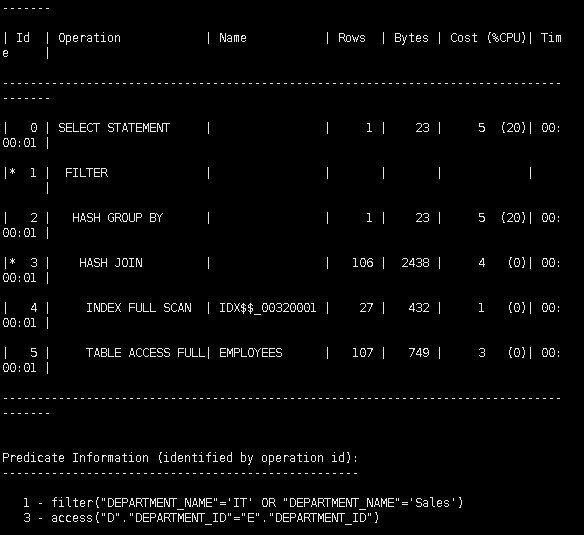 -------
| Id  | Operation             | Name           | Rows  | Bytes | Cost (%CPU)| Tim
e     |
--------------------------------------------------------------------------------
-------
|   0 | SELECT STATEMENT      |                |     1 |    23 |     5  (20)| 00:
00:01 |
|*  1 |  FILTER               |                |       |       |            |
      |
|   2 |   HASH GROUP BY       |                |     1 |    23 |     5  (20)| 00:
00:01 |
|*  3 |    HASH JOIN          |                |   106 |  2438 |     4   (0)| 00:
00:01 |
|   4 |     INDEX FULL SCAN   | IDX$$_00320001 |    27 |   432 |     1   (0)| 00:
00:01 |
|   5 |     TABLE ACCESS FULL| EMPLOYEES      |   107 |   749 |     3   (0)| 00:
00:01 |
--------------------------------------------------------------------------------
-------
Predicate Information (identified by operation id):
---------------------------------------------------
   1 - filter("DEPARTMENT_NAME"='IT' OR "DEPARTMENT_NAME"='Sales')
   3 - access("D"."DEPARTMENT_ID"="E"."DEPARTMENT_ID")